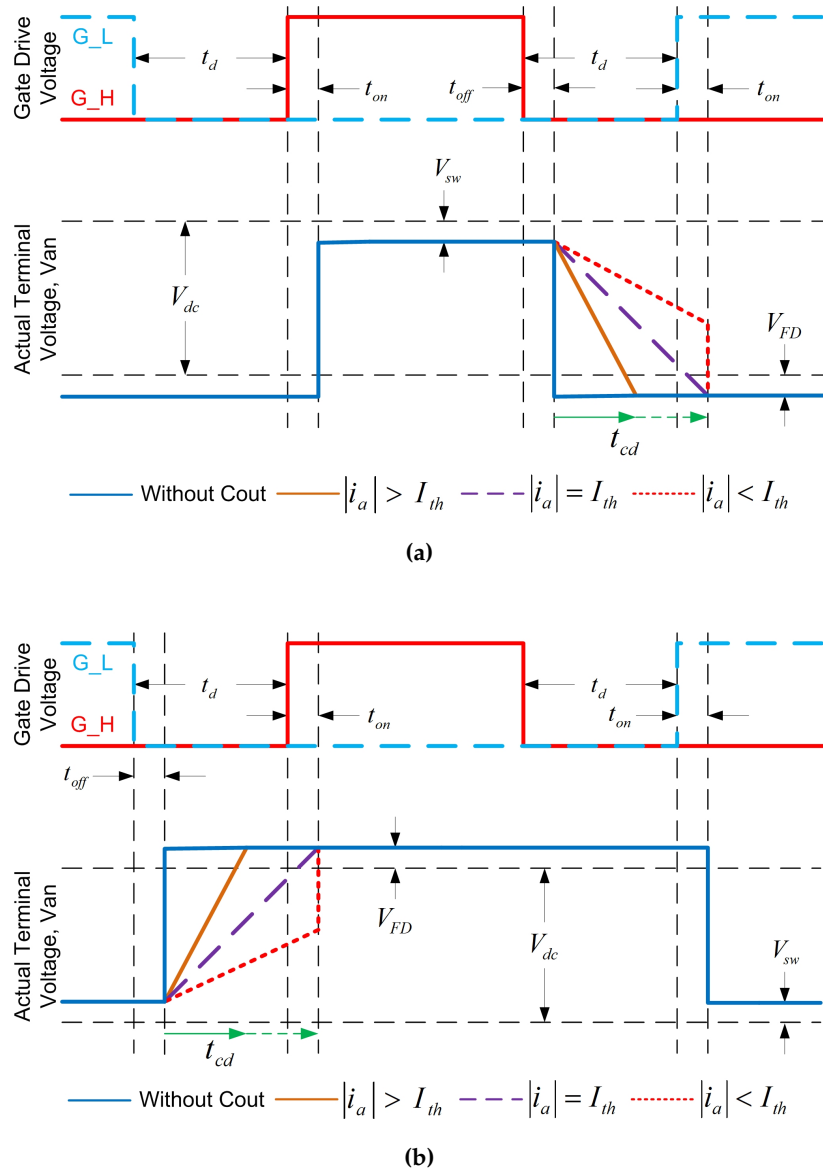 Gate Drive Voltage
G_L
G_H
t_d
t_on
t_off
t_d
t_on
Actual Terminal Voltage, Van
V_sw
V_dc
V_FD
t_cd
Without Cout |i_a| > I_th |i_a| = I_th |i_a| < I_th
(a)
Gate Drive Voltage
G_L
G_H
t_d
t_on
t_d
t_on
t_off
Actual Terminal Voltage, Van
V_FD
V_dc
V_sw
t_cd
Without Cout |i_a| > I_th |i_a| = I_th |i_a| < I_th
(b)